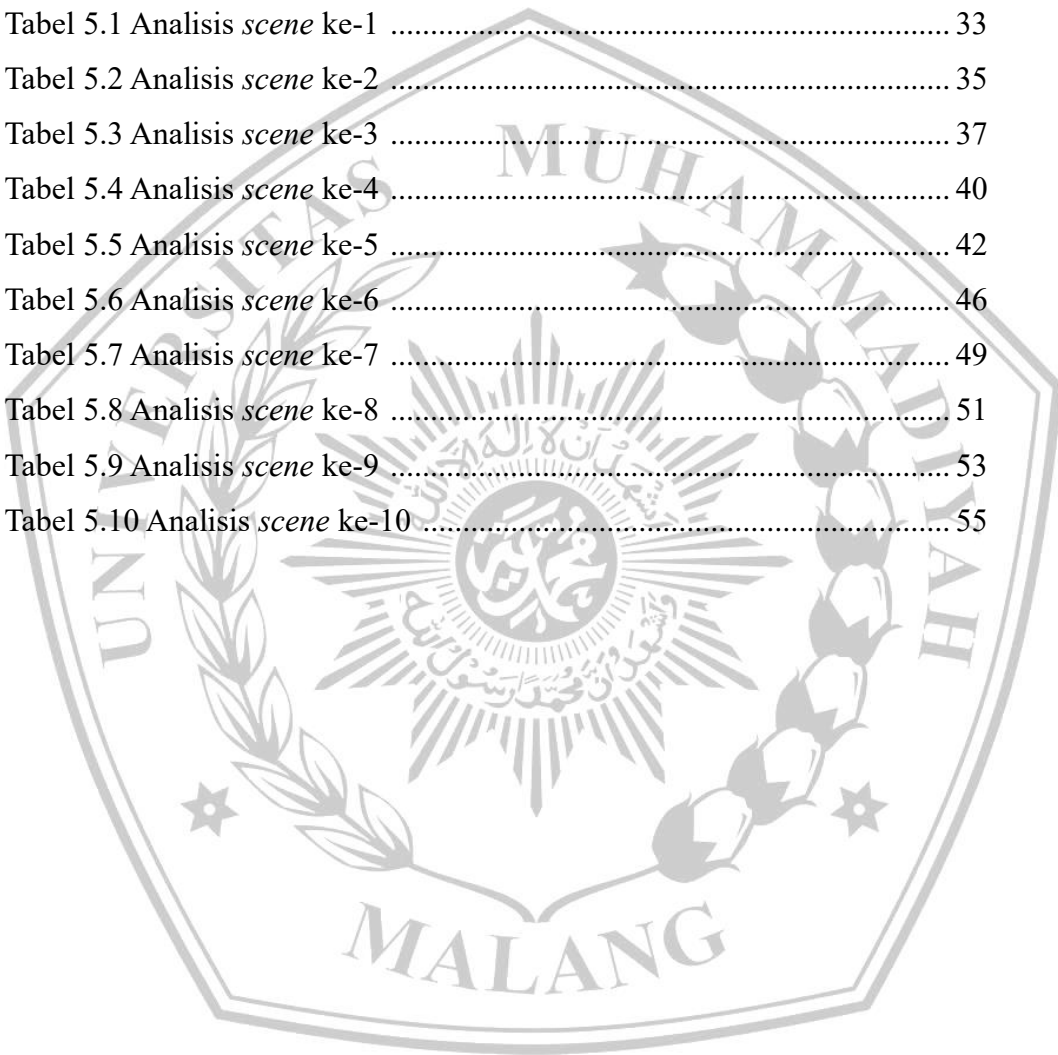 Tabel 5.1 Analisis scene ke-1 ........................................................................ 33
Tabel 5.2 Analisis scene ke-2 ........................................................................ 35
Tabel 5.3 Analisis scene ke-3 ........................................................................ 37
Tabel 5.4 Analisis scene ke-4 ........................................................................ 40
Tabel 5.5 Analisis scene ke-5 ........................................................................ 42
Tabel 5.6 Analisis scene ke-6 ........................................................................ 46
Tabel 5.7 Analisis scene ke-7 ........................................................................ 49
Tabel 5.8 Analisis scene ke-8 ........................................................................ 51
Tabel 5.9 Analisis scene ke-9 ........................................................................ 53
Tabel 5.10 Analisis scene ke-10 .................................................................... 55
UNIVERSITAS MUHAMMADIYAH
MALANG